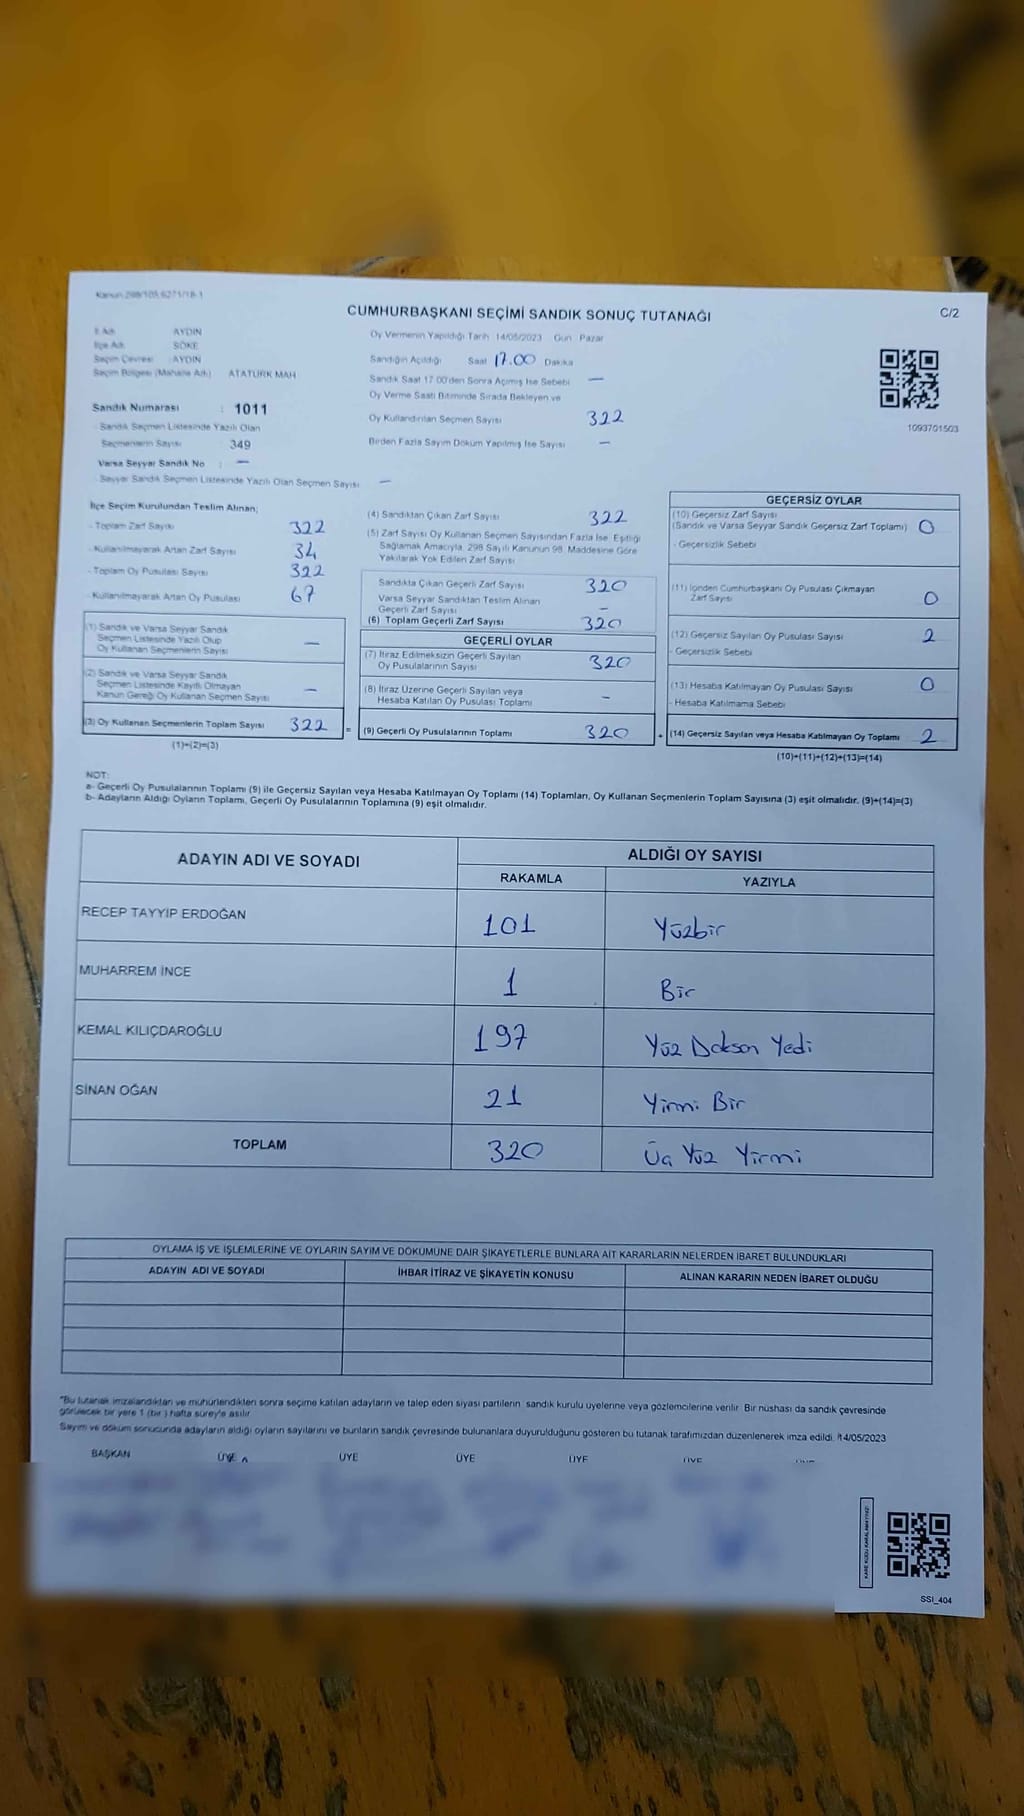 Kanun 298/105,6271/18-1
CUMHURBAŞKANI SEÇİMİ SANDIK SONUÇ TUTANAĞI
C/2
İl Adı AYDIN
İlçe Adı SÖKE
Seçim Çevresi : AYDIN
Seçim Bölgesi (Mahalle Adı) ATATÜRK MAH
Oy Vermenin Yapıldığı Tarih 14/05/2023 Gün Pazar
Sandığın Açıldığı Saat 17.00 Dakika
Sandık Saat 17 00'den Sonra Açımış İse Sebebi —
Oy Verme Saati Bitiminde Sırada Bekleyen ve
Oy Kullandırılan Seçmen Sayısı 322
Birden Fazla Sayım Döküm Yapılmış İse Sayısı —
1093701503
Sandık Numarası : 1011
Sandık Seçmen Listesinde Yazılı Olan
Seçmenlerin Sayısı 349
Varsa Seyyar Sandık No : —
Seyyar Sandık Seçmen Listesinde Yazılı Olan Seçmen Sayısı —
İlçe Seçim Kurulundan Teslim Alınan;
- Toplam Zarf Sayısı 322
- Kullanılmayarak Artan Zarf Sayısı 34
- Toplam Oy Pusulası Sayısı 322
- Kullanılmayarak Artan Oy Pusulası 67
(1) Sandık ve Varsa Seyyar Sandık
Seçmen Listesinde Yazılı Olup
Oy Kullanan Seçmenlerin Sayısı —
(2) Sandık ve Varsa Seyyar Sandık
Seçmen Listesinde Kayıtlı Olmayan
Kanun Gereği Oy Kullanan Seçmen Sayısı —
(3) Oy Kullanan Seçmenlerin Toplam Sayısı 322 =
(1)+(2)=(3)
(4) Sandıktan Çıkan Zarf Sayısı 322
(5) Zarf Sayısı Oy Kullanan Seçmen Sayısından Fazla İse, Eşitliği
Sağlamak Amacıyla, 298 Sayılı Kanunun 98. Maddesine Göre
Yakılarak Yok Edilen Zarf Sayısı
Sandıkta Çıkan Geçerli Zarf Sayısı 320
Varsa Seyyar Sandıktan Teslim Alınan
Geçerli Zarf Sayısı —
(6) Toplam Geçerli Zarf Sayısı 320
GEÇERLİ OYLAR
(7) İtiraz Edilmeksizin Geçerli Sayılan
Oy Pusulalarının Sayısı 320
(8) İtiraz Üzerine Geçerli Sayılan veya
Hesaba Katılan Oy Pusulası Toplamı —
(9) Geçerli Oy Pusulalarının Toplamı 320 +
GEÇERSİZ OYLAR
(10) Geçersiz Zarf Sayısı
(Sandık ve Varsa Seyyar Sandık Geçersiz Zarf Toplamı) 0
- Geçersizlik Sebebi
(11) İçinden Cumhurbaşkanı Oy Pusulası Çıkmayan
Zarf Sayısı 0
(12) Geçersiz Sayılan Oy Pusulası Sayısı 2
- Geçersizlik Sebebi
(13) Hesaba Katılmayan Oy Pusulası Sayısı 0
- Hesaba Katılmama Sebebi
(14) Geçersiz Sayılan veya Hesaba Katılmayan Oy Toplamı 2
(10)+(11)+(12)+(13)=(14)
NOT:
a- Geçerli Oy Pusulalarının Toplamı (9) ile Geçersiz Sayılan veya Hesaba Katılmayan Oy Toplamı (14) Toplamları, Oy Kullanan Seçmenlerin Toplam Sayısına (3) eşit olmalıdır. (9)+(14)=(3)
b- Adayların Aldığı Oyların Toplamı, Geçerli Oy Pusulalarının Toplamına (9) eşit olmalıdır.
ADAYIN ADI VE SOYADI
ALDIĞI OY SAYISI
RAKAMLA YAZIYLA
RECEP TAYYİP ERDOĞAN 101 Yüzbir
MUHARREM İNCE 1 Bir
KEMAL KILIÇDAROĞLU 197 Yüz Doksan Yedi
SİNAN OĞAN 21 Yirmi Bir
TOPLAM 320 Üç Yüz Yirmi
OYLAMA İŞ VE İŞLEMLERİNE VE OYLARIN SAYIM VE DÖKÜMÜNE DAİR ŞİKAYETLERLE BUNLARA AİT KARARLARIN NELERDEN İBARET BULUNDUKLARI
ADAYIN ADI VE SOYADI İHBAR İTİRAZ VE ŞİKAYETİN KONUSU ALINAN KARARIN NEDEN İBARET OLDUĞU
*Bu tutanak imzalandıktan ve mühürlendikten sonra seçime katılan adayların ve talep eden siyasi partilerin sandık kurulu üyelerine veya gözlemcilerine verilir. Bir nüshası da sandık çevresinde
görülecek bir yere 1 (bir ) hafta süreyle asılır.
Sayım ve döküm sonucunda adayların aldığı oyların sayılarını ve bunların sandık çevresinde bulunanlara duyurulduğunu gösteren bu tutanak tarafımızdan düzenlenerek imza edildi. 14/05/2023
BAŞKAN ÜYE ÜYE ÜYE ÜYE ÜYE
KARE KODU KARALAMAYINIZ!
SSI_404